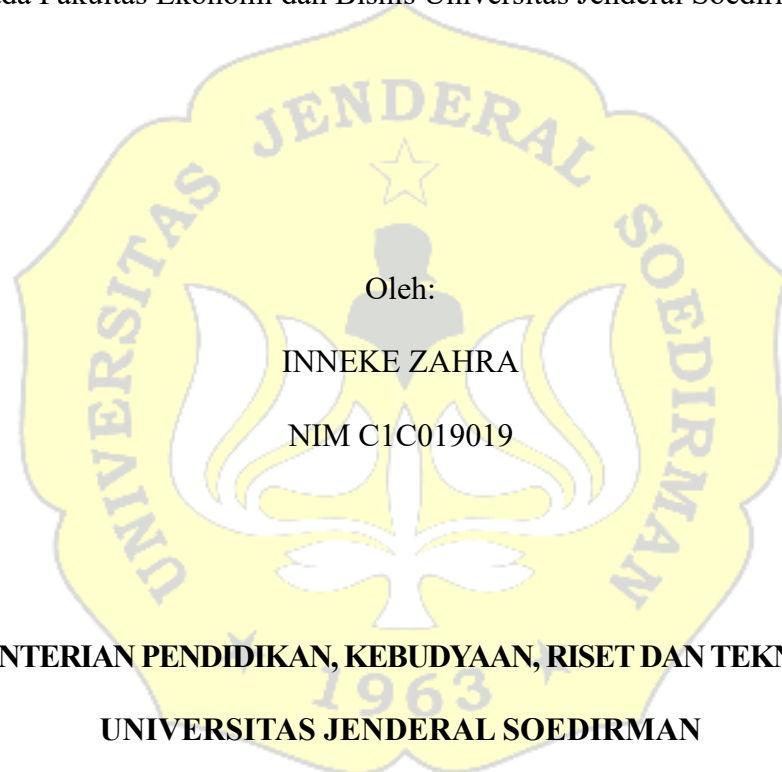 da Fakultas Ekonomi dan Bisnis Universitas Jenderal
UNIVERSITAS JENDERAL SOEDIRMAN
Oleh:
INNEKE ZAHRA
NIM C1C019019
NTERIAN PENDIDIKAN, KEBUDYAAN, RISET DAN TEKN
1963
UNIVERSITAS JENDERAL SOEDIRMAN